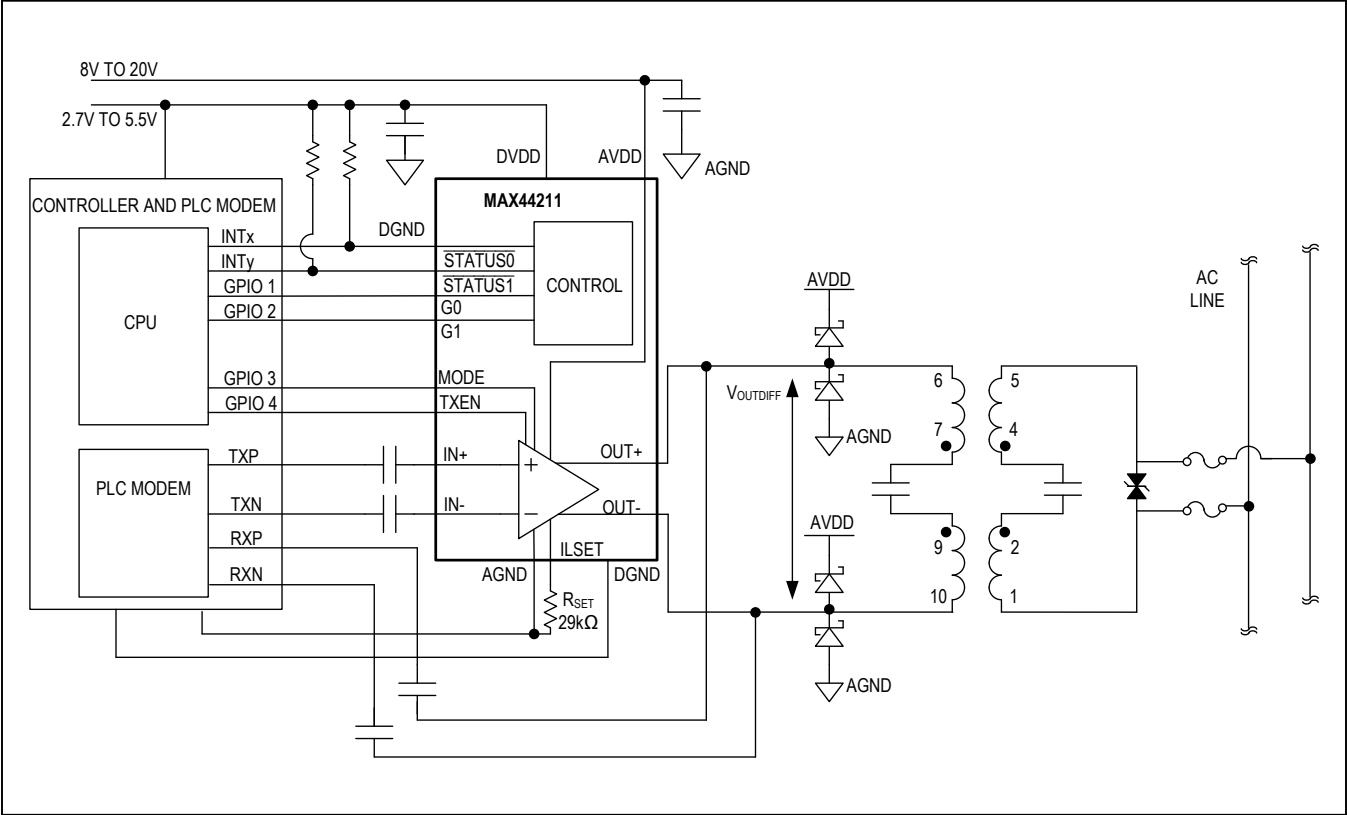 8V TO 20V
2.7V TO 5.5V
DVDD
AVDD
AGND
CONTROLLER AND PLC MODEM
MAX44211
INTx
DGND
INTy
STATUS0
GPIO 1
STATUS1
GPIO 2
G0
G1
CPU
CONTROL
AVDD
AC
LINE
GPIO 3
MODE
GPIO 4
TXEN
VOUTDIFF
6
5
7
4
AGND
TXP
IN+
+
OUT+
PLC MODEM
TXN
IN-
−
OUT-
AVDD
RXP
ILSET
9
2
RXN
AGND
DGND
RSET
29kΩ
10
1
AGND